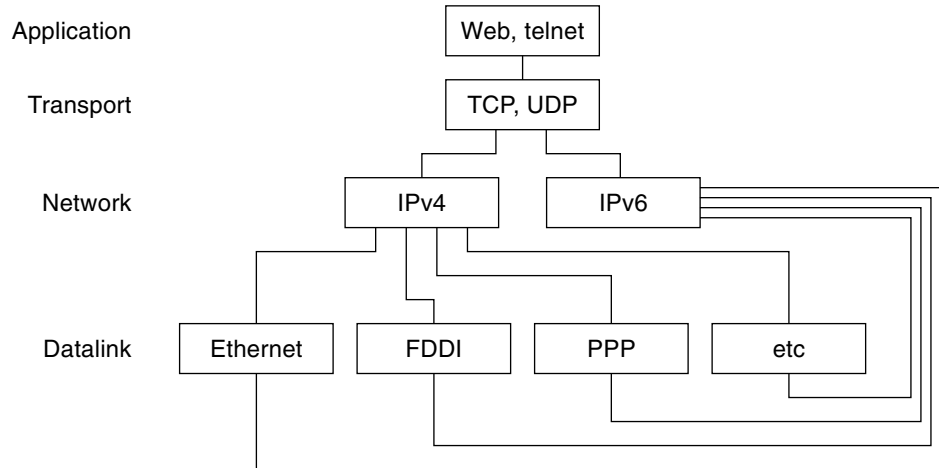 Application
Web, telnet
Transport
TCP, UDP
Network
IPv4
IPv6
Datalink
Ethernet
FDDI
PPP
etc